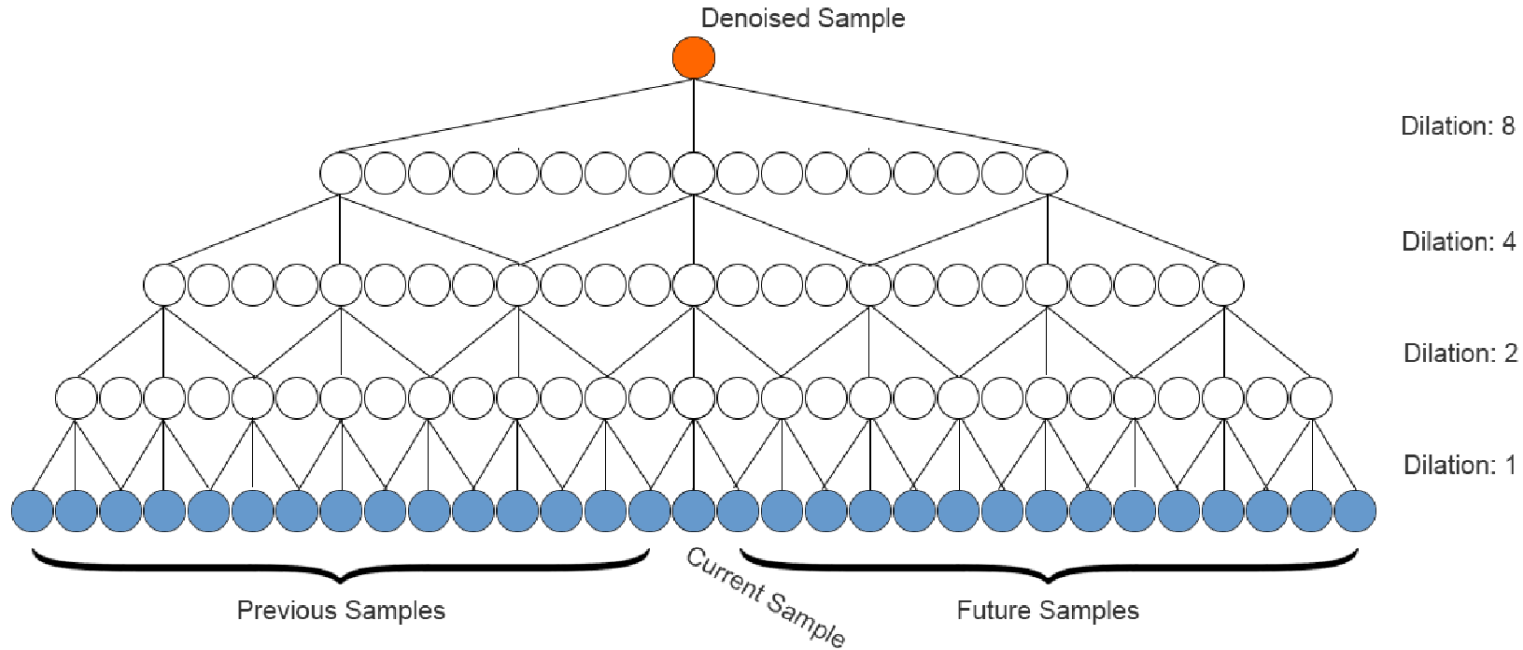 Denoised Sample
Dilation: 8
Dilation: 4
Dilation: 2
Dilation: 1
Previous Samples
Current Sample
Future Samples